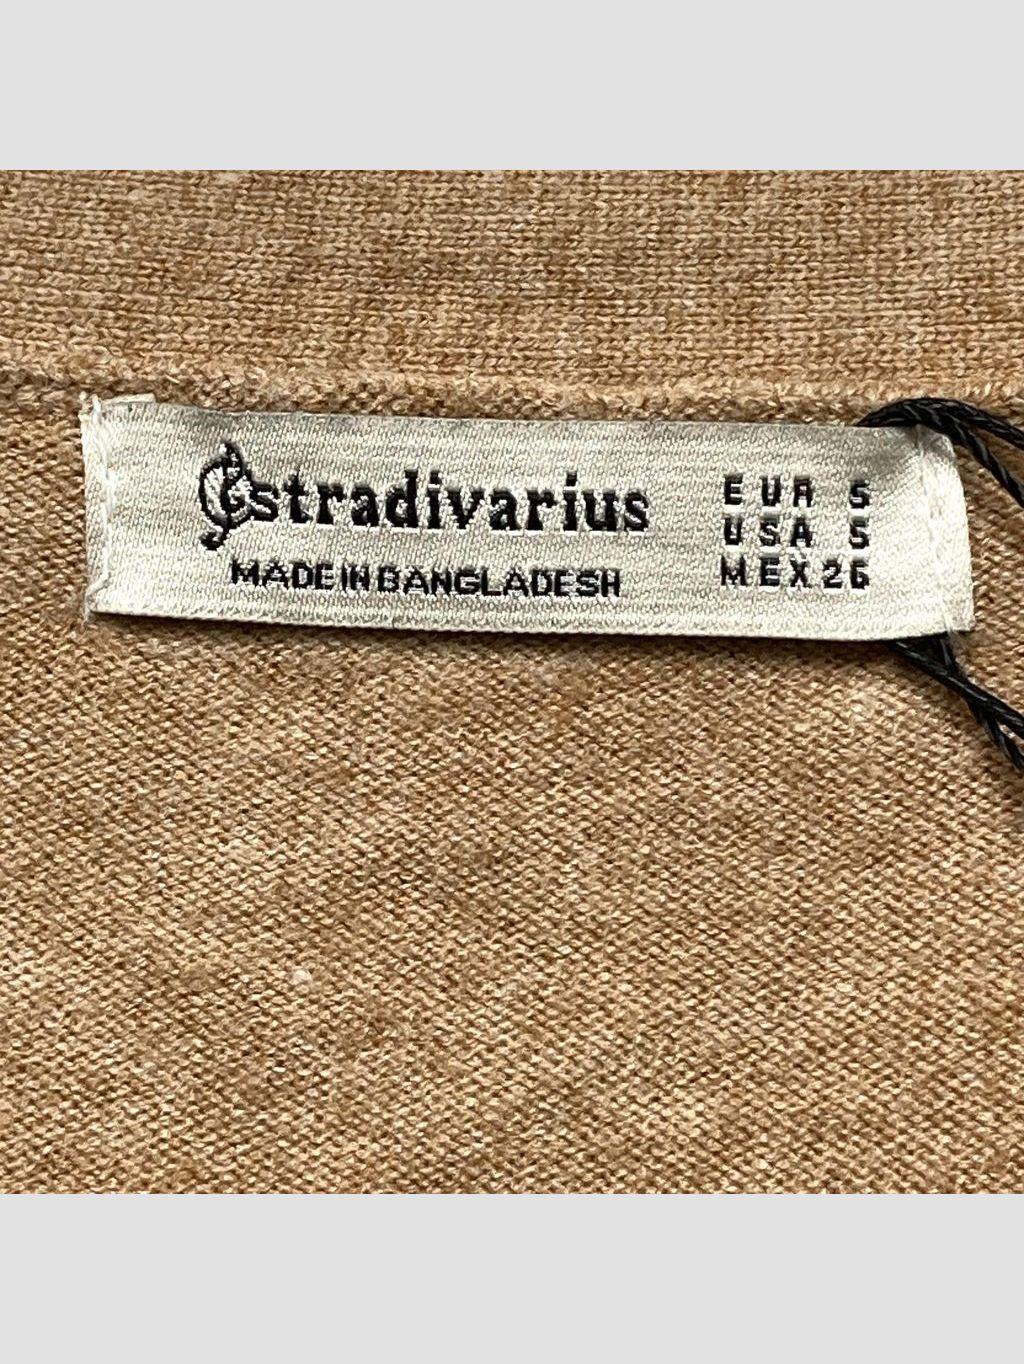 stradivarius
MADE IN BANGLADESH
EUR S
USA S
MEX 26